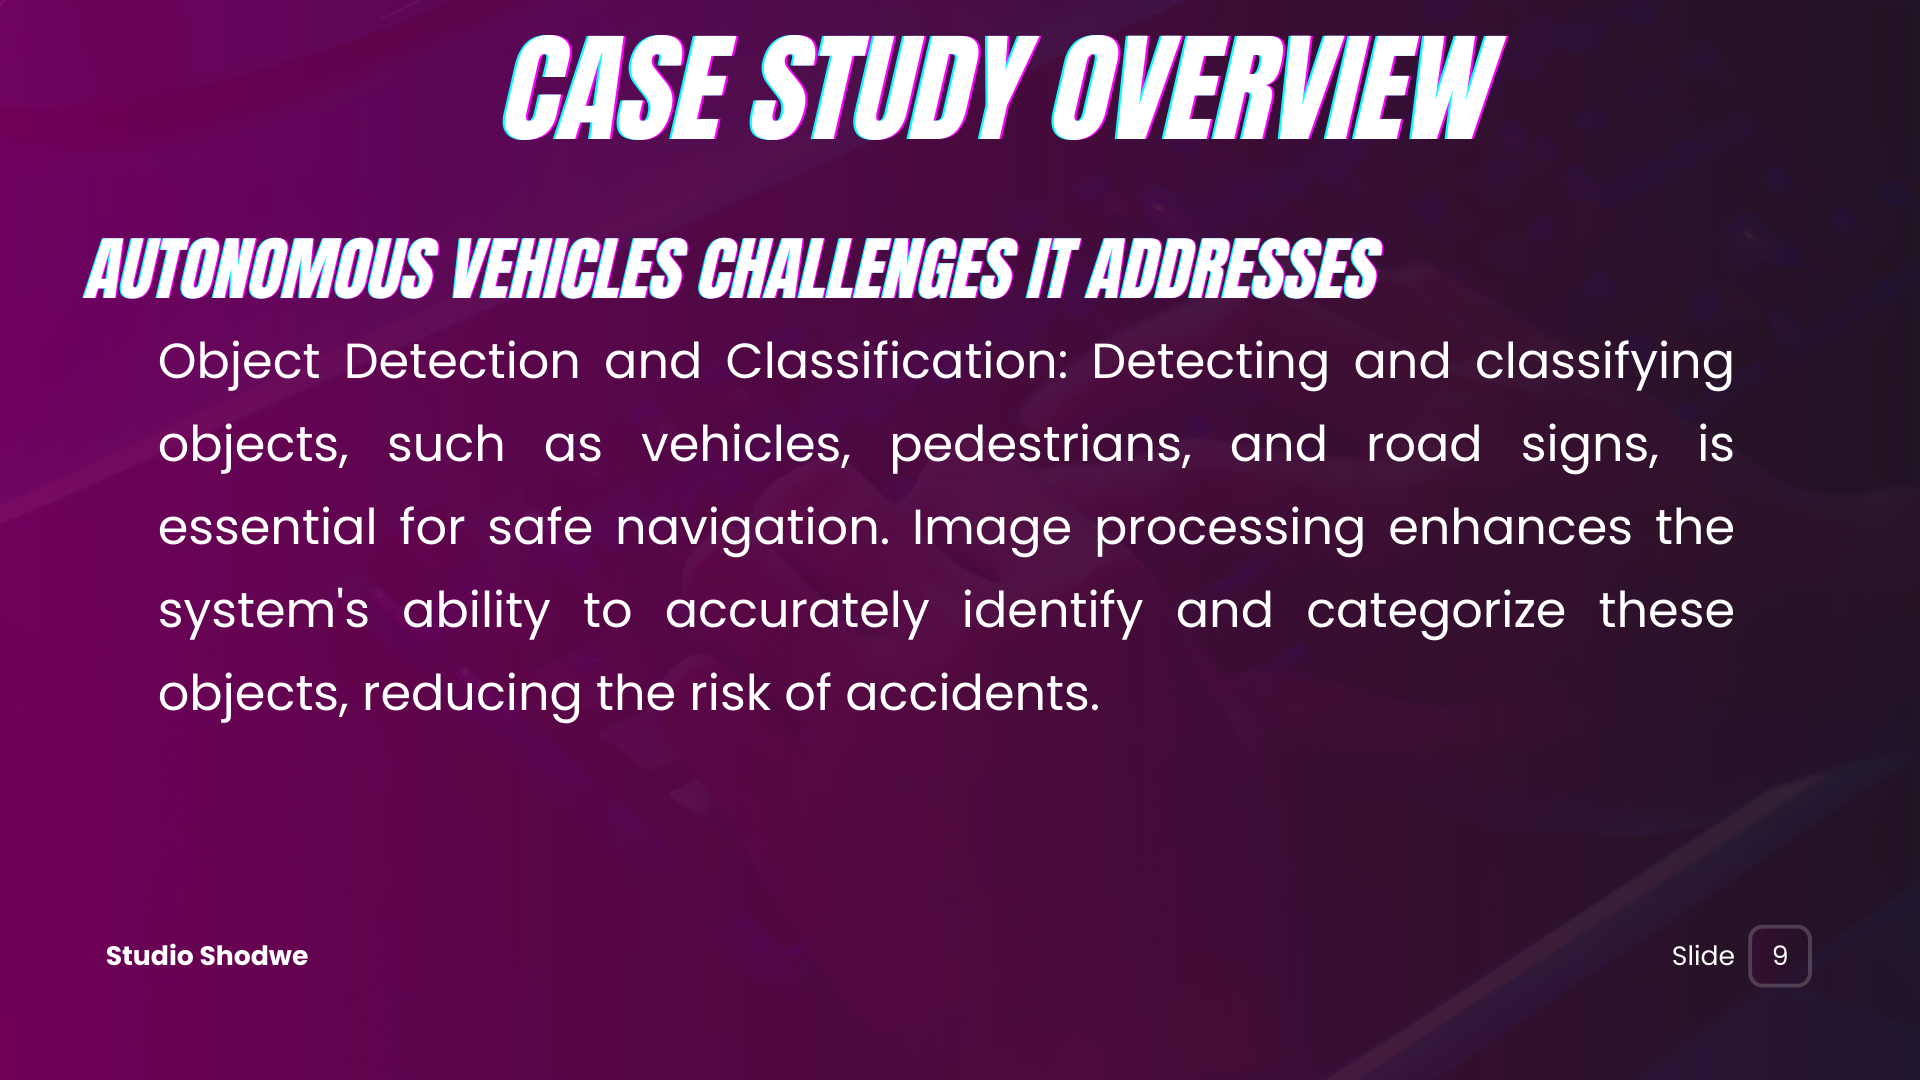 CASE STUDY OVERVIEW
AUTONOMOUS VEHICLES CHALLENGES IT ADDRESSES
Object Detection and Classification: Detecting and classifying
objects, such as vehicles, pedestrians, and road signs, is
essential for safe navigation. Image processing enhances the
system's ability to accurately identify and categorize these
objects, reducing the risk of accidents.
Studio Shodwe
Slide 9